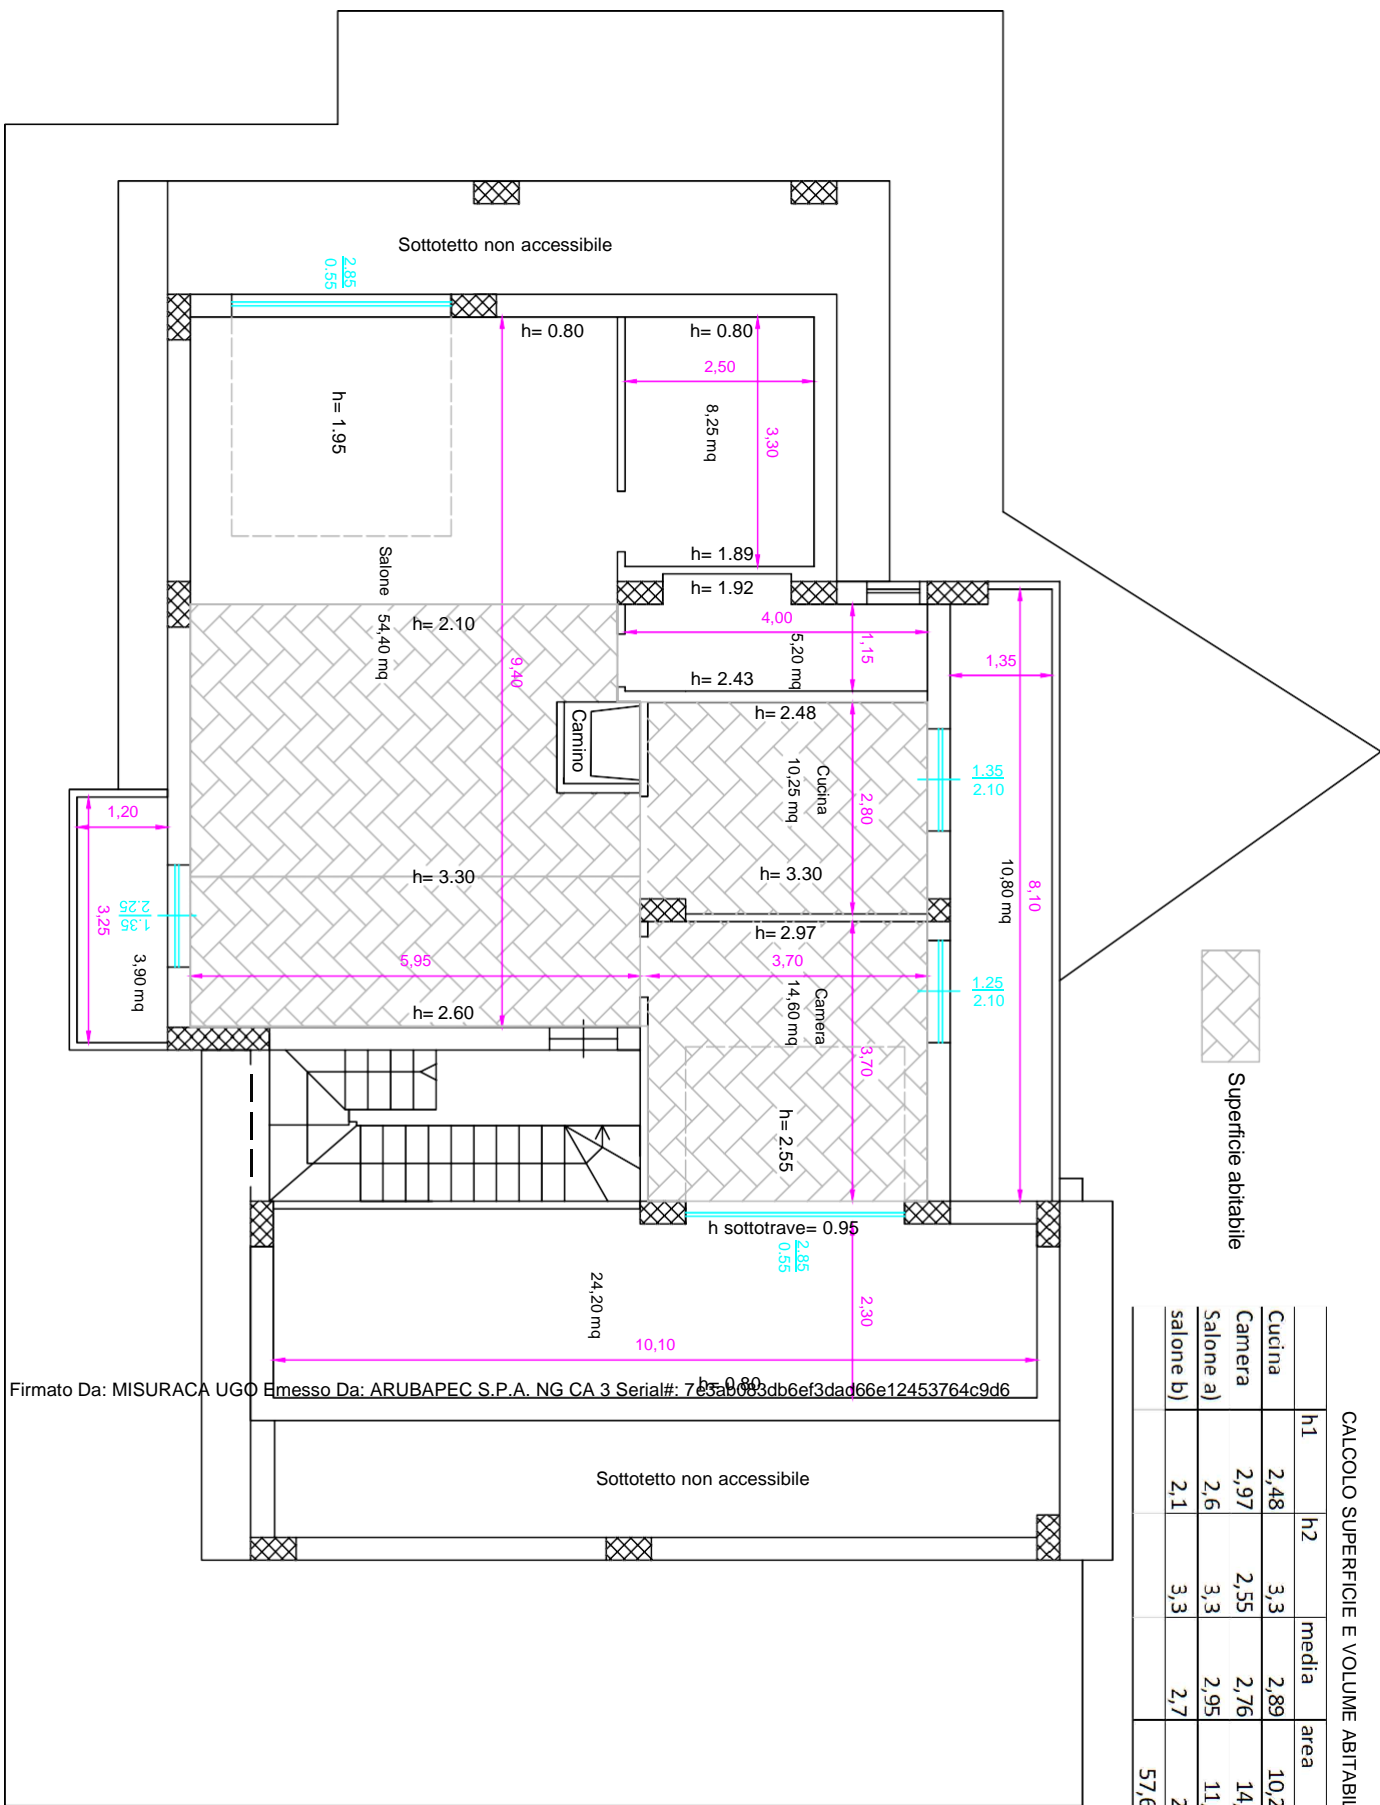 Sottotetto non accessibile
2.85
0.55
h= 0.80
h= 0.80
2,50
3,30
8,25 mq
h= 1.95
h= 1.89
h= 1.92
Salone 54,40 mq
h= 2.10
4,00
5,20 mq
1,15
1,35
9,40
h= 2.43
h= 2.48
Camino
Cucina
10,25 mq
2,80
1.35
2.10
1,20
h= 3.30
h= 3.30
10,80 mq
8,10
3,25
1.35
2.25
3,90 mq
h= 2.97
5,95
3,70
Camera
14,60 mq
1.25
2.10
h= 2.60
3,70
h= 2.55
Superficie abitabile
h sottotrave= 0.95
2.85
0.55
24,20 mq
2,30
10,10
h= 0.80
Firmato Da: MISURACA UGO Emesso Da: ARUBAPEC S.P.A. NG CA 3 Serial#: 7e3ab083db6ef3dad66e12453764c9d6
Sottotetto non accessibile
CALCOLO SUPERFICIE E VOLUME ABITABIL
h1 h2 media area
Cucina 2,48 3,3 2,89 10,2
Camera 2,97 2,55 2,76 14,
Salone a) 2,6 3,3 2,95 11,
salone b) 2,1 3,3 2,7 2
57,6